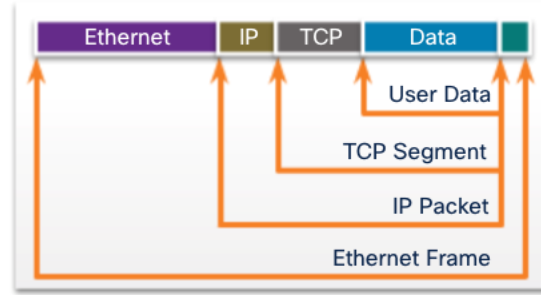 Ethernet IP TCP Data
User Data
TCP Segment
IP Packet
Ethernet Frame